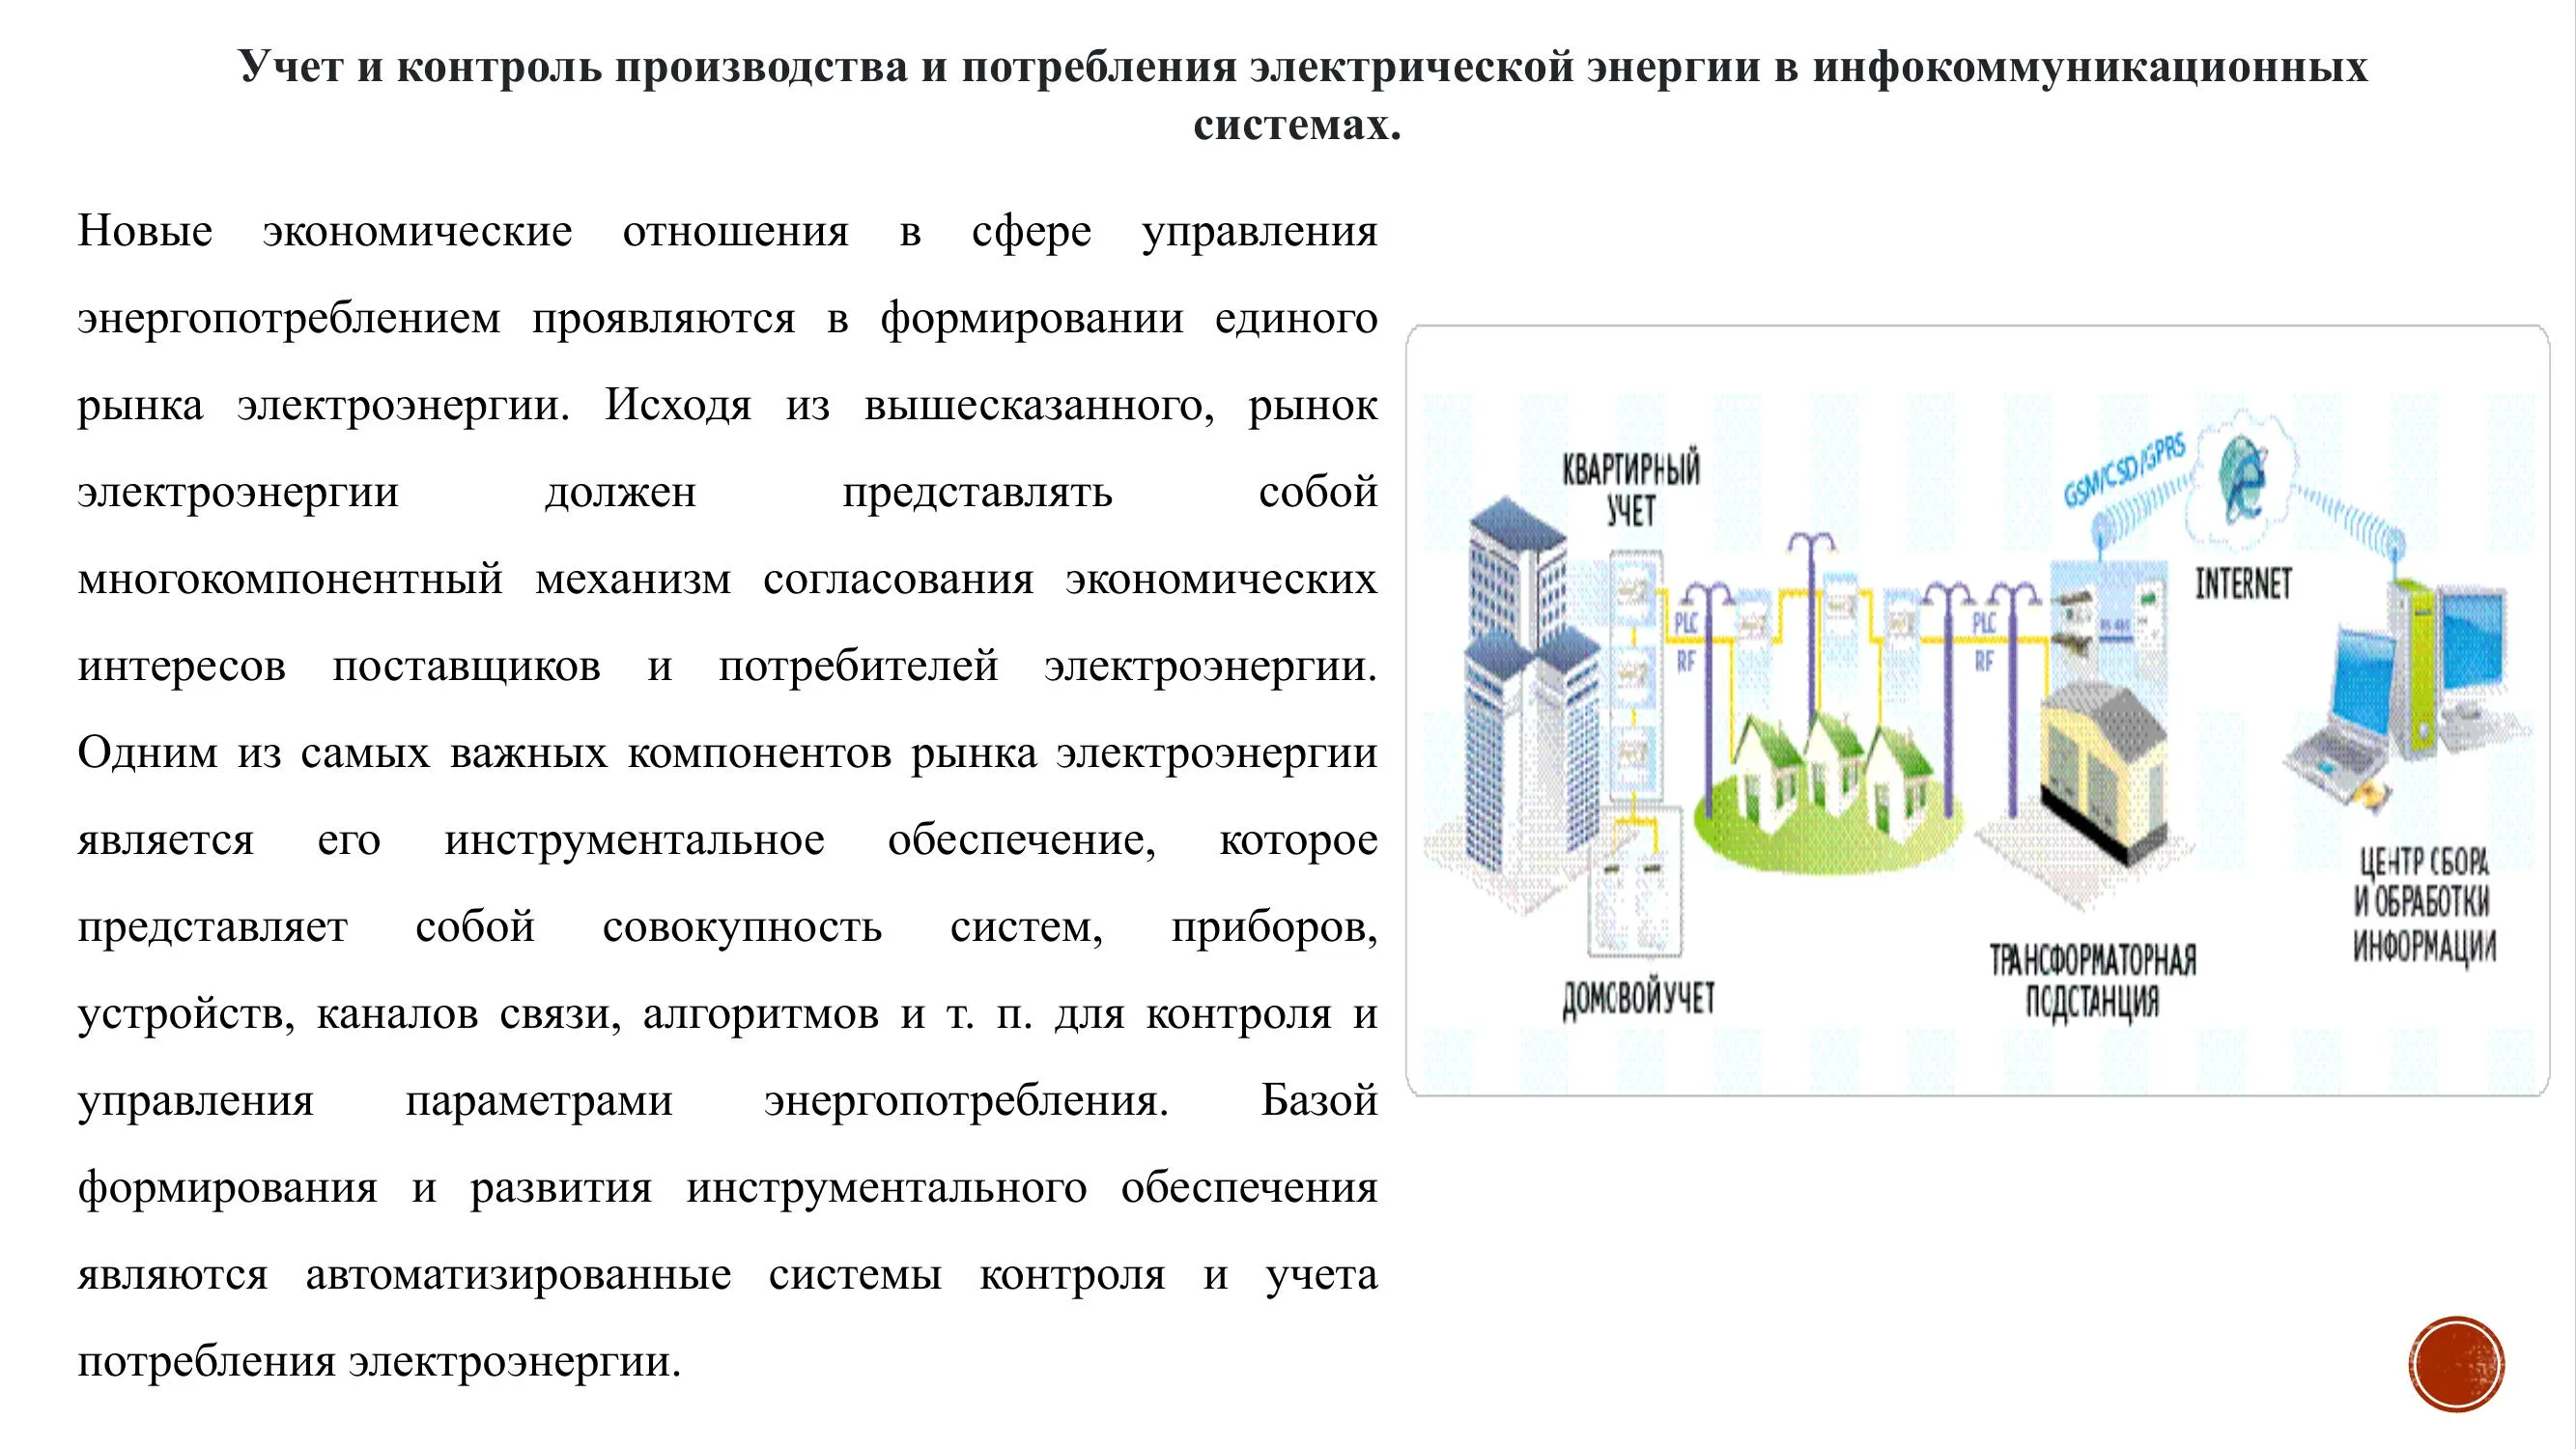 Учет и контроль производства и потребления электрической энергии в инфокоммуникационных
системах.
Новые экономические отношения в сфере управления
энергопотреблением проявляются в формировании единого
рынка электроэнергии. Исходя из вышесказанного, рынок
электроэнергии должен представлять собой
многокомпонентный механизм согласования экономических
интересов поставщиков и потребителей электроэнергии.
Одним из самых важных компонентов рынка электроэнергии
является его инструментальное обеспечение, которое
представляет собой совокупность систем, приборов,
устройств, каналов связи, алгоритмов и т. п. для контроля и
управления параметрами энергопотребления. Базой
формирования и развития инструментального обеспечения
являются автоматизированные системы контроля и учета
потребления электроэнергии.
КВАРТИРНЫЙ
УЧЕТ
GSM/CSD/GPRS
INTERNET
PLC
RF
PLC
RF
RS 485
ДОМОВОЙ УЧЕТ
ТРАНСФОРМАТОРНАЯ
ПОДСТАНЦИЯ
ЦЕНТР СБОРА
И ОБРАБОТКИ
ИНФОРМАЦИИ